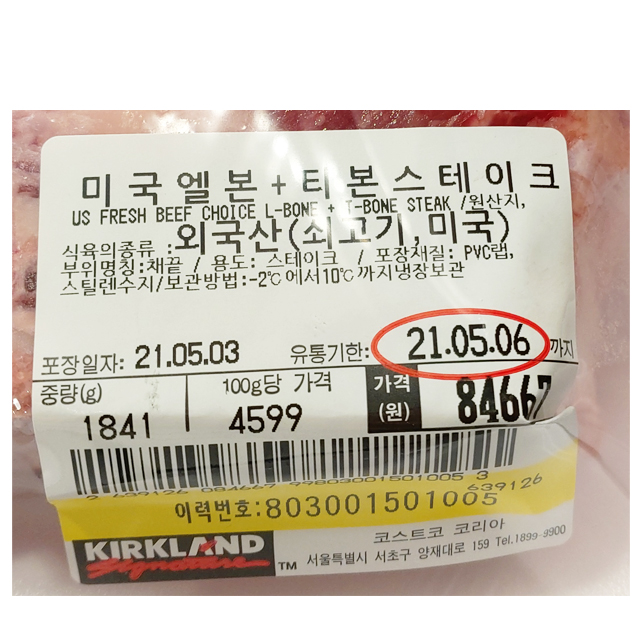 미국엘본+티본스테이크
US FRESH BEEF CHOICE L-BONE + T-BONE STEAK /원산지,
식육의종류 :외국산(쇠고기,미국)
부위명칭:채끝 / 용도: 스테이크 / 포장재질: PVC랩,
스틸렌수지/보관방법:-2℃에서10℃까지냉장보관
포장일자: 21.05.03 유통기한: 21.05.06 까지
중량(g) 100g당 가격 가격(원)
1841 4599 84667
2 639126 084667 99803001501005 3
639126
이력번호:803001501005
KIRKLAND
Signature ™
코스트코 코리아
서울특별시 서초구 양재대로 159 Tel.1899-9900